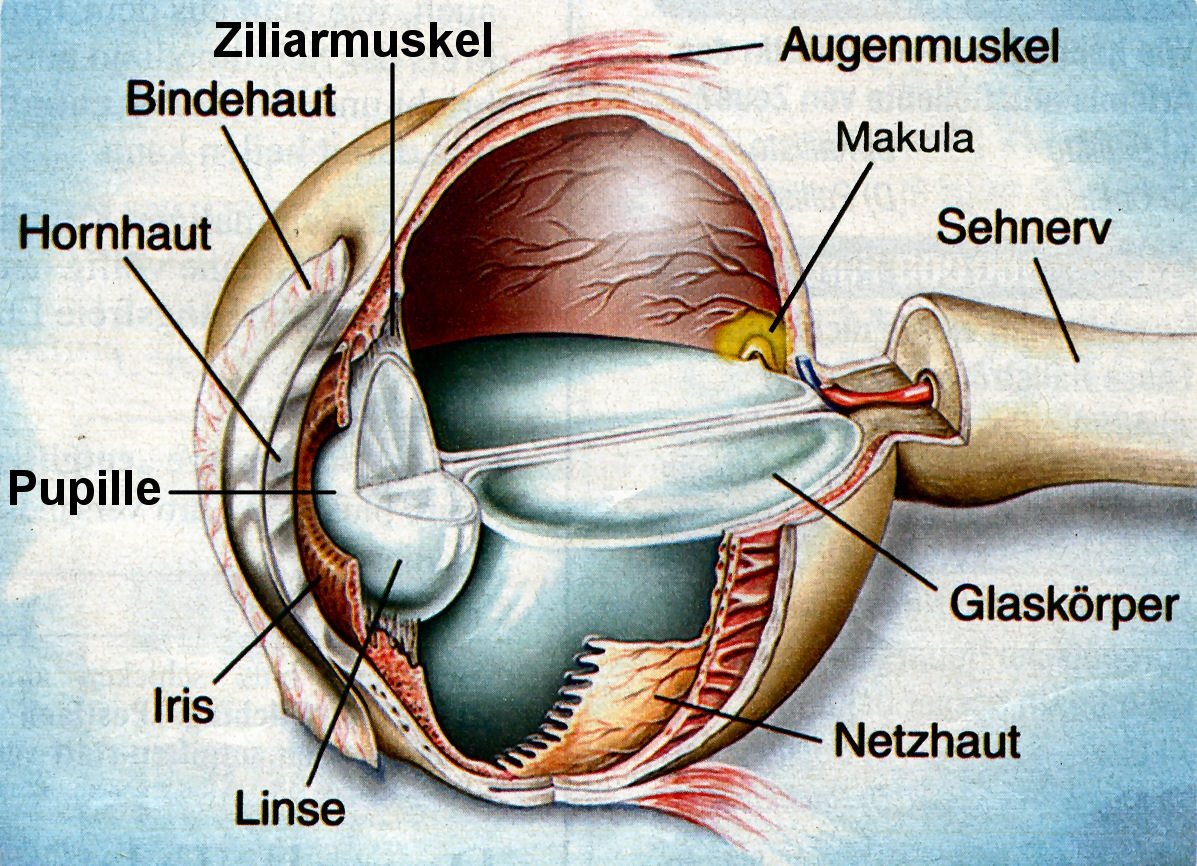 Ziliarmuskel
Augenmuskel
Bindehaut
Makula
Hornhaut
Sehnerv
Pupille
Glaskörper
Iris
Netzhaut
Linse